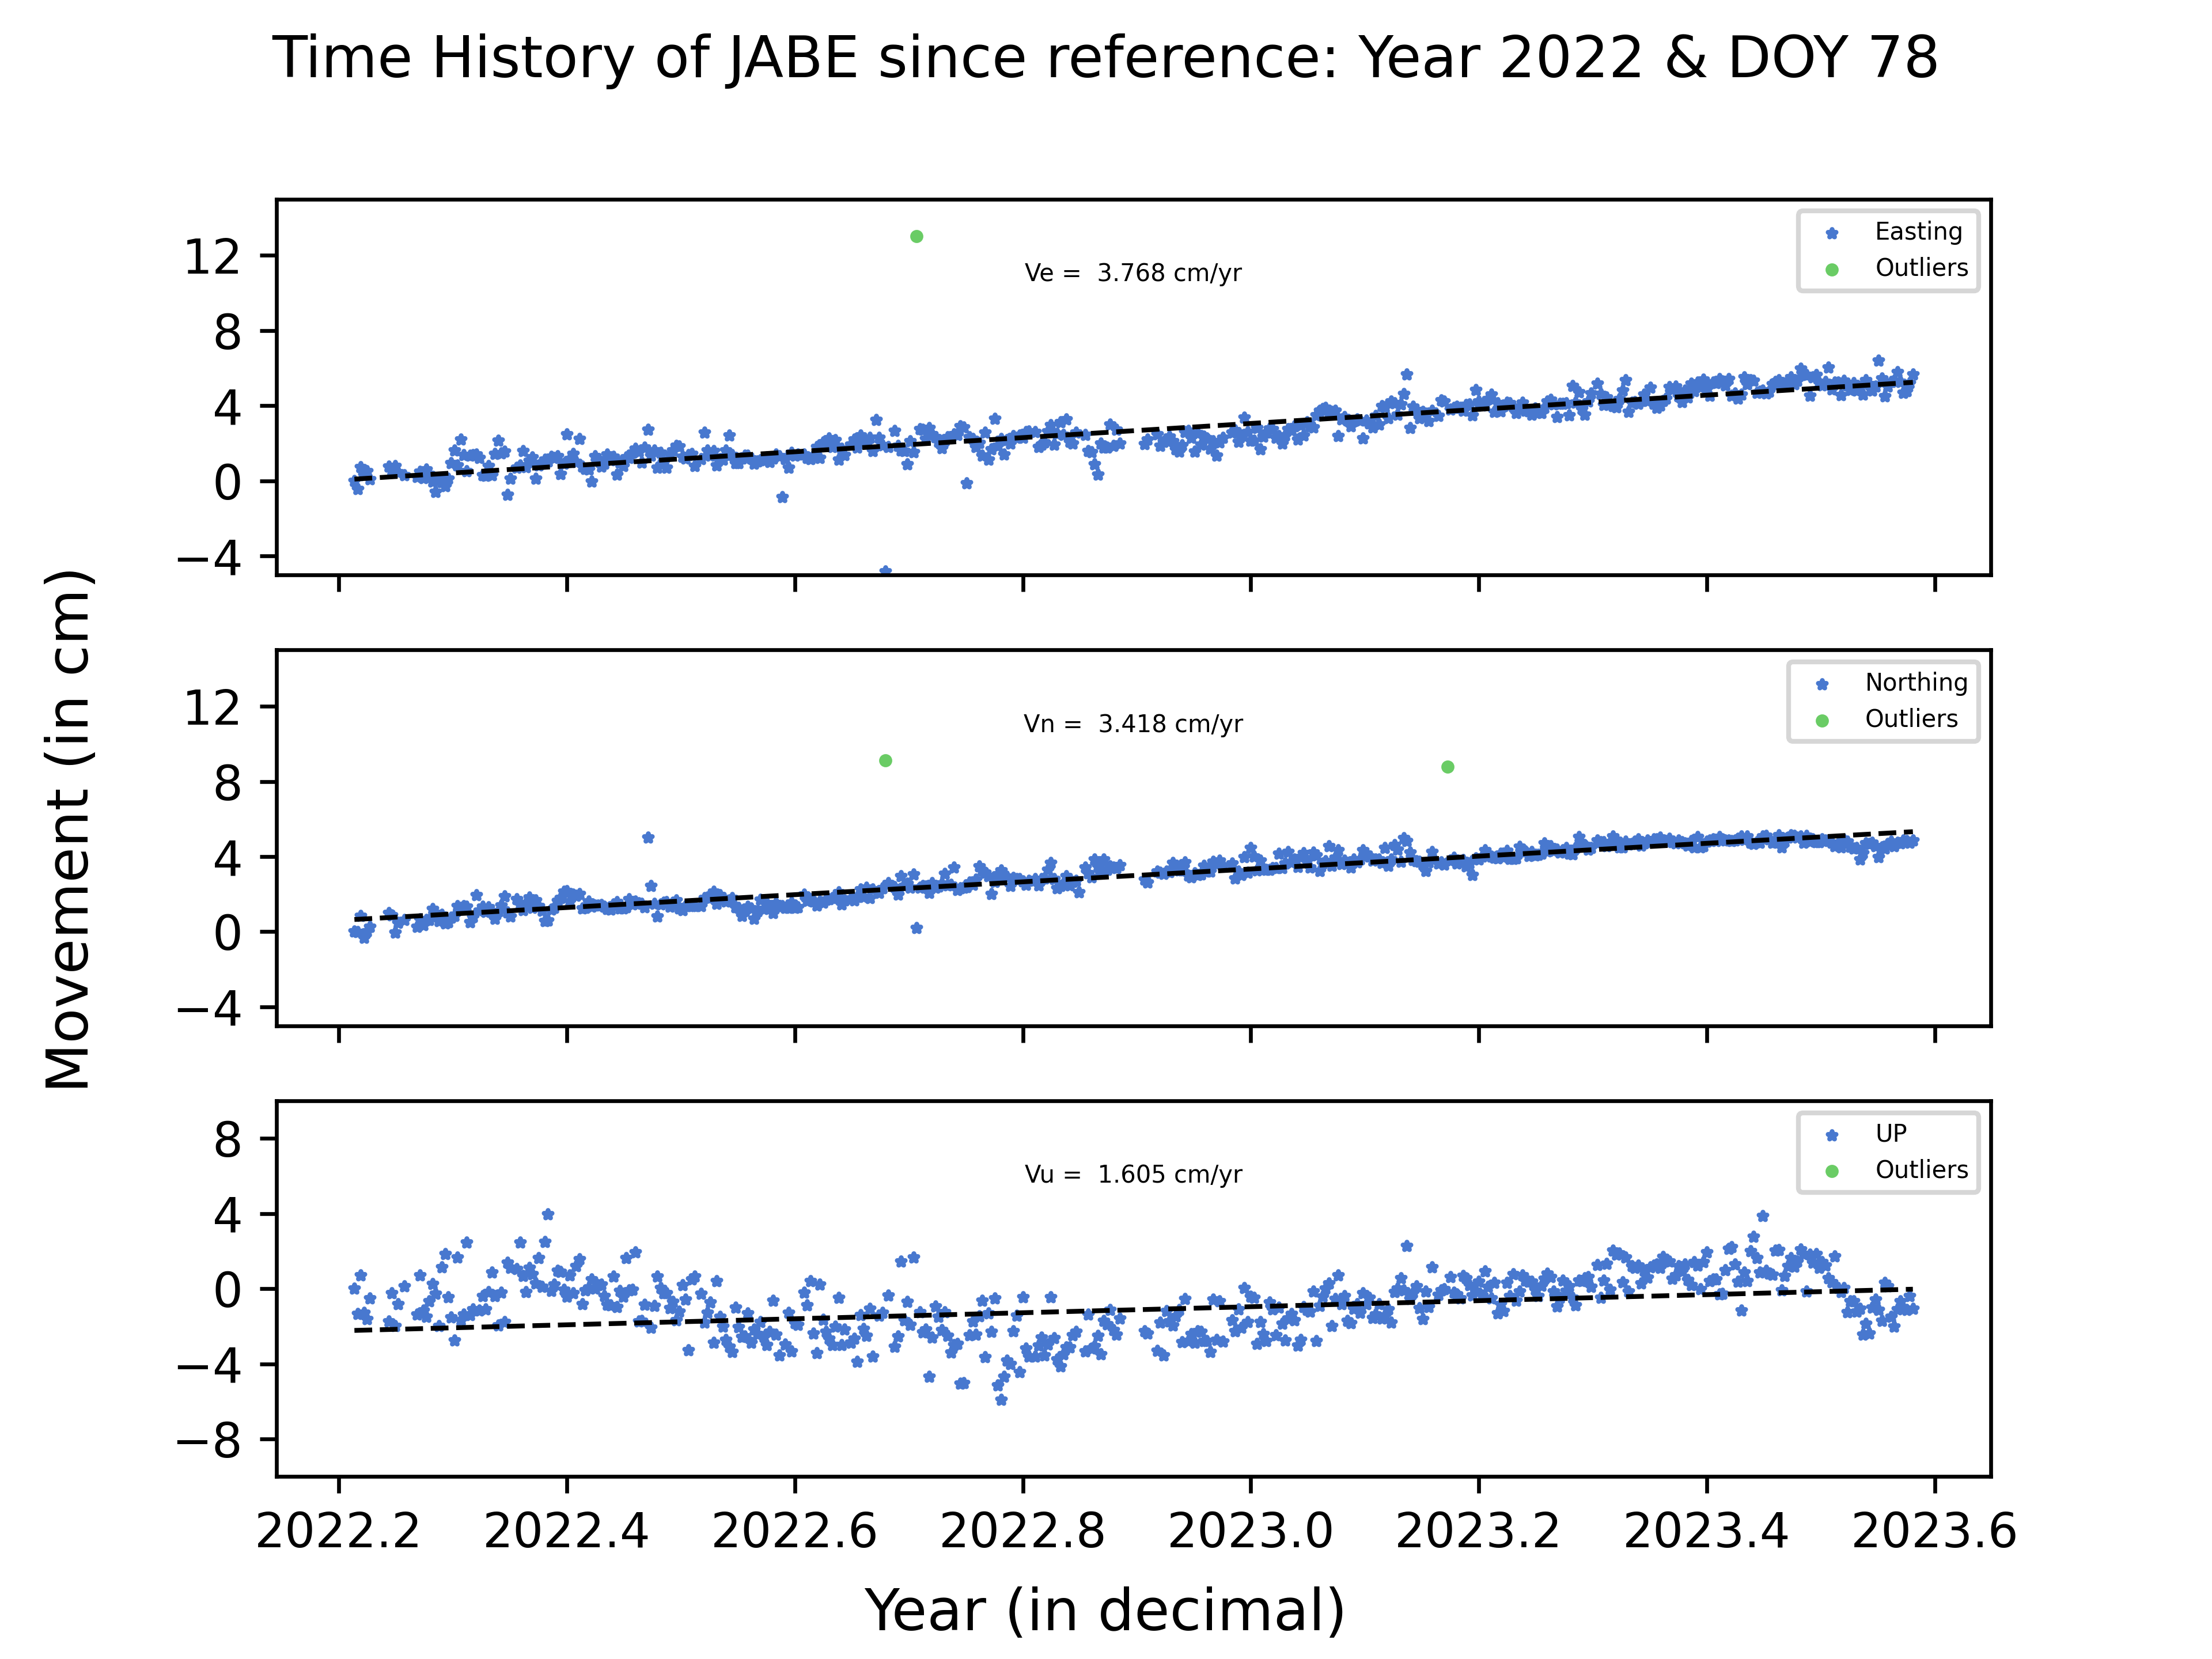 Time History of JABE since reference: Year 2022 & DOY 78
Movement (in cm)
12
8
4
0
−4
Ve = 3.768 cm/yr
Easting
Outliers
12
8
4
0
−4
Vn = 3.418 cm/yr
Northing
Outliers
8
4
0
−4
−8
Vu = 1.605 cm/yr
UP
Outliers
2022.2 2022.4 2022.6 2022.8 2023.0 2023.2 2023.4 2023.6
Year (in decimal)